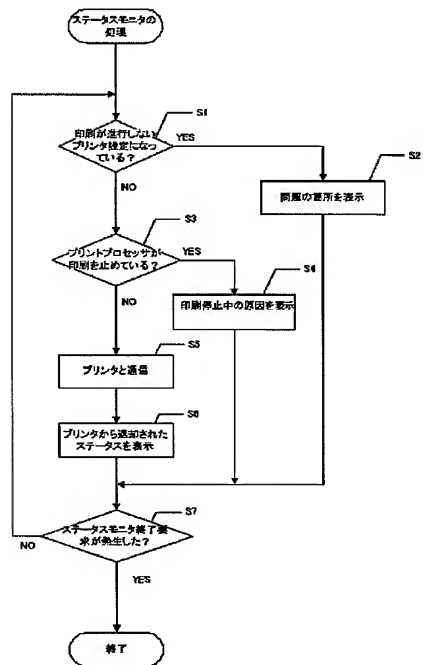 ステータスモニタの
処理
S1
印刷が進行しない
プリンタ設定になっ
ている?
YES
S2
問題の箇所を表示
NO
S3
プリントプロセッサが
印刷を止めている?
YES
S4
印刷停止中の原因を表示
NO
S5
プリンタと通信
S6
プリンタから返却された
ステータスを表示
S7
ステータスモニタ終了要
求が発生した?
NO
YES
終了